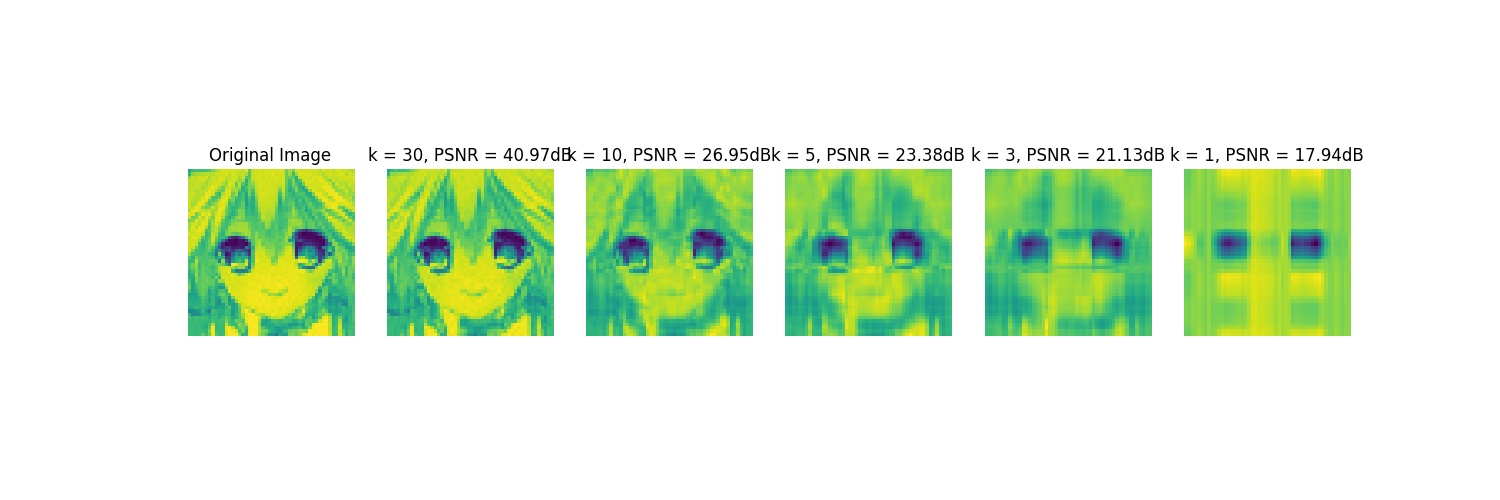 Original Image
k = 30, PSNR = 40.97dB
k = 10, PSNR = 26.95dB
k = 5, PSNR = 23.38dB
k = 3, PSNR = 21.13dB
k = 1, PSNR = 17.94dB